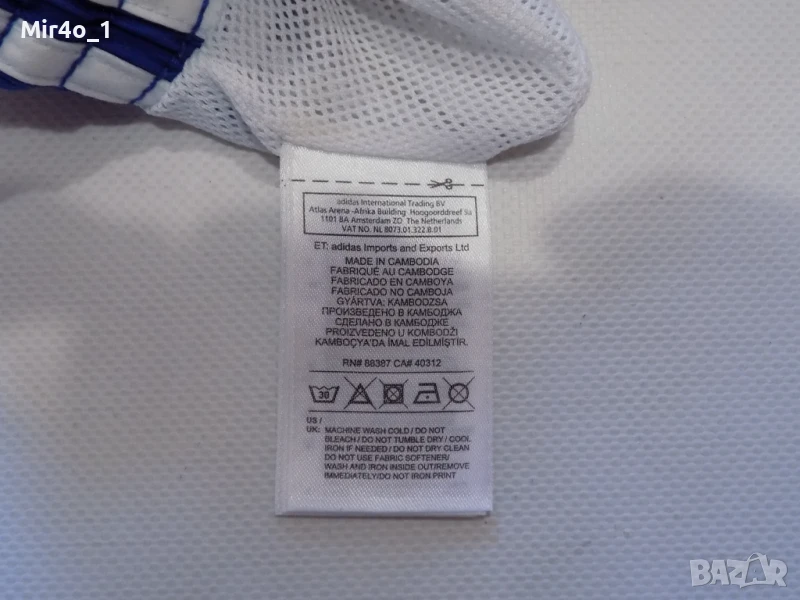 Mir4o_1
adidas International Trading BV
Atlas Arena -Afrika Building Hoogoorddreef 9a
1101 BA Amsterdam ZO The Netherlands
VAT NO. NL 8073.01.322.B.01
ET: adidas Imports and Exports Ltd
MADE IN CAMBODIA
FABRIQUÉ AU CAMBODGE
FABRICADO EN CAMBOYA
FABRICADO NO CAMBOJA
GYÁRTVA: KAMBODZSA
ПРОИЗВЕДЕНО В КАМБОДЖА
СДЕЛАНО В КАМБОДЖЕ
PROIZVEDENO U KOMBODŽI
KAMBOÇYA'DA İMAL EDİLMİŞTİR.
RN# 88387 CA# 40312
30
US /
UK: MACHINE WASH COLD / DO NOT
BLEACH / DO NOT TUMBLE DRY / COOL
IRON IF NEEDED / DO NOT DRY CLEAN
DO NOT USE FABRIC SOFTENER/
WASH AND IRON INSIDE OUT/REMOVE
IMMEDIATELY/DO NOT IRON PRINT
BAZAR